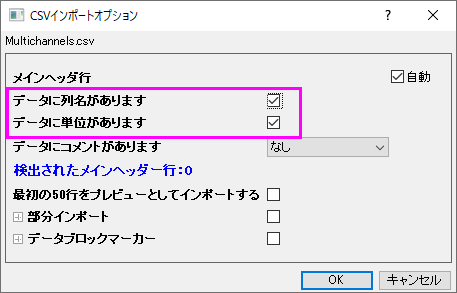 CSVインポートオプション
Multichannels.csv
メインヘッダ行 自動
データに列名があります
データに単位があります
データにコメントがあります なし
検出されたメインヘッダー行:0
最初の50行をプレビューとしてインポートする
部分インポート
データブロックマーカー
OK キャンセル